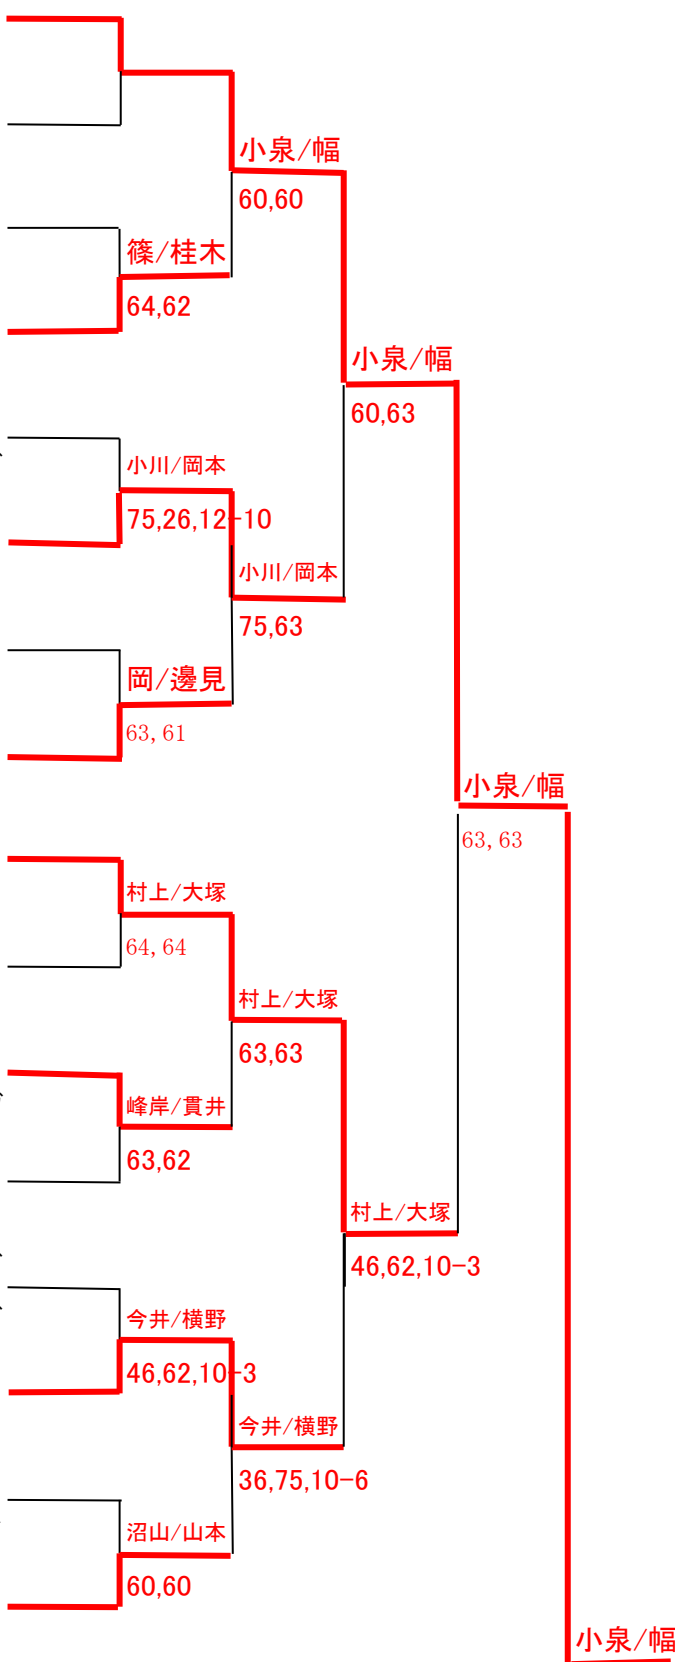 小泉/幅
60,60
篠/桂木
64,62
小泉/幅
60,63
小川/岡本
75,26,12-10
小川/岡本
75,63
岡/邊見
63,61
小泉/幅
63,63
村上/大塚
64,64
村上/大塚
63,63
峰岸/貫井
63,62
村上/大塚
46,62,10-3
今井/横野
46,62,10-3
今井/横野
36,75,10-6
沼山/山本
60,60
小泉/幅